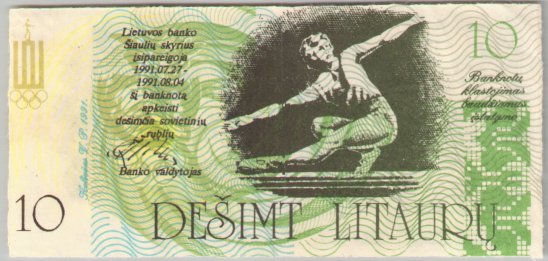 Lietuvos banko
Šiaulių skyrius
įsipareigoja
1991.07.27-
1991.08.04
šį banknotą
apkeisti
dešimčia sovietinių
rublių
Banko valdytojas
10
Banknotų
klastojimas
baudžiamas
įstatymo
10
DEŠIMT LITAURŲ